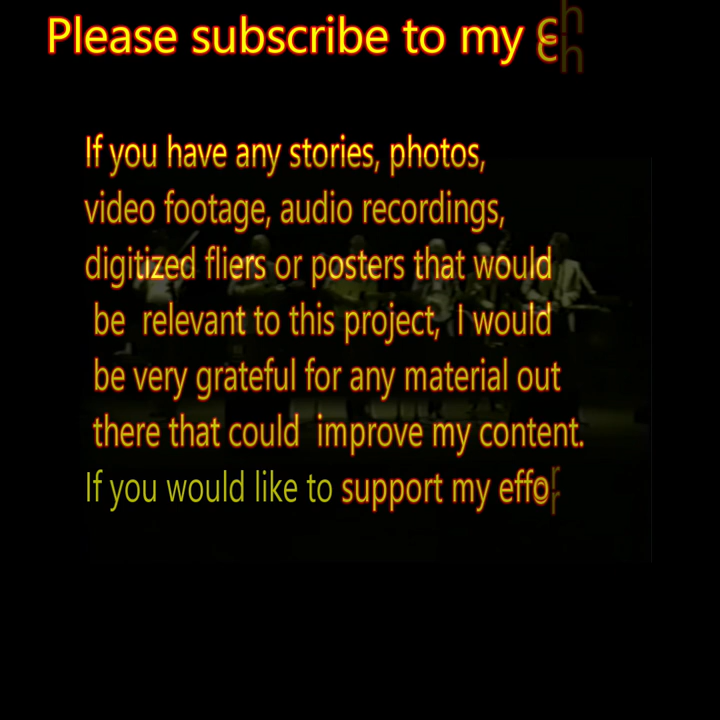 Please subscribe to my
If you have any stories, photos,
video footage, audio recordings,
digitized fliers or posters that would
be relevant to this project, I would
be very grateful for any material out
there that could improve my content.
If you would like to support my